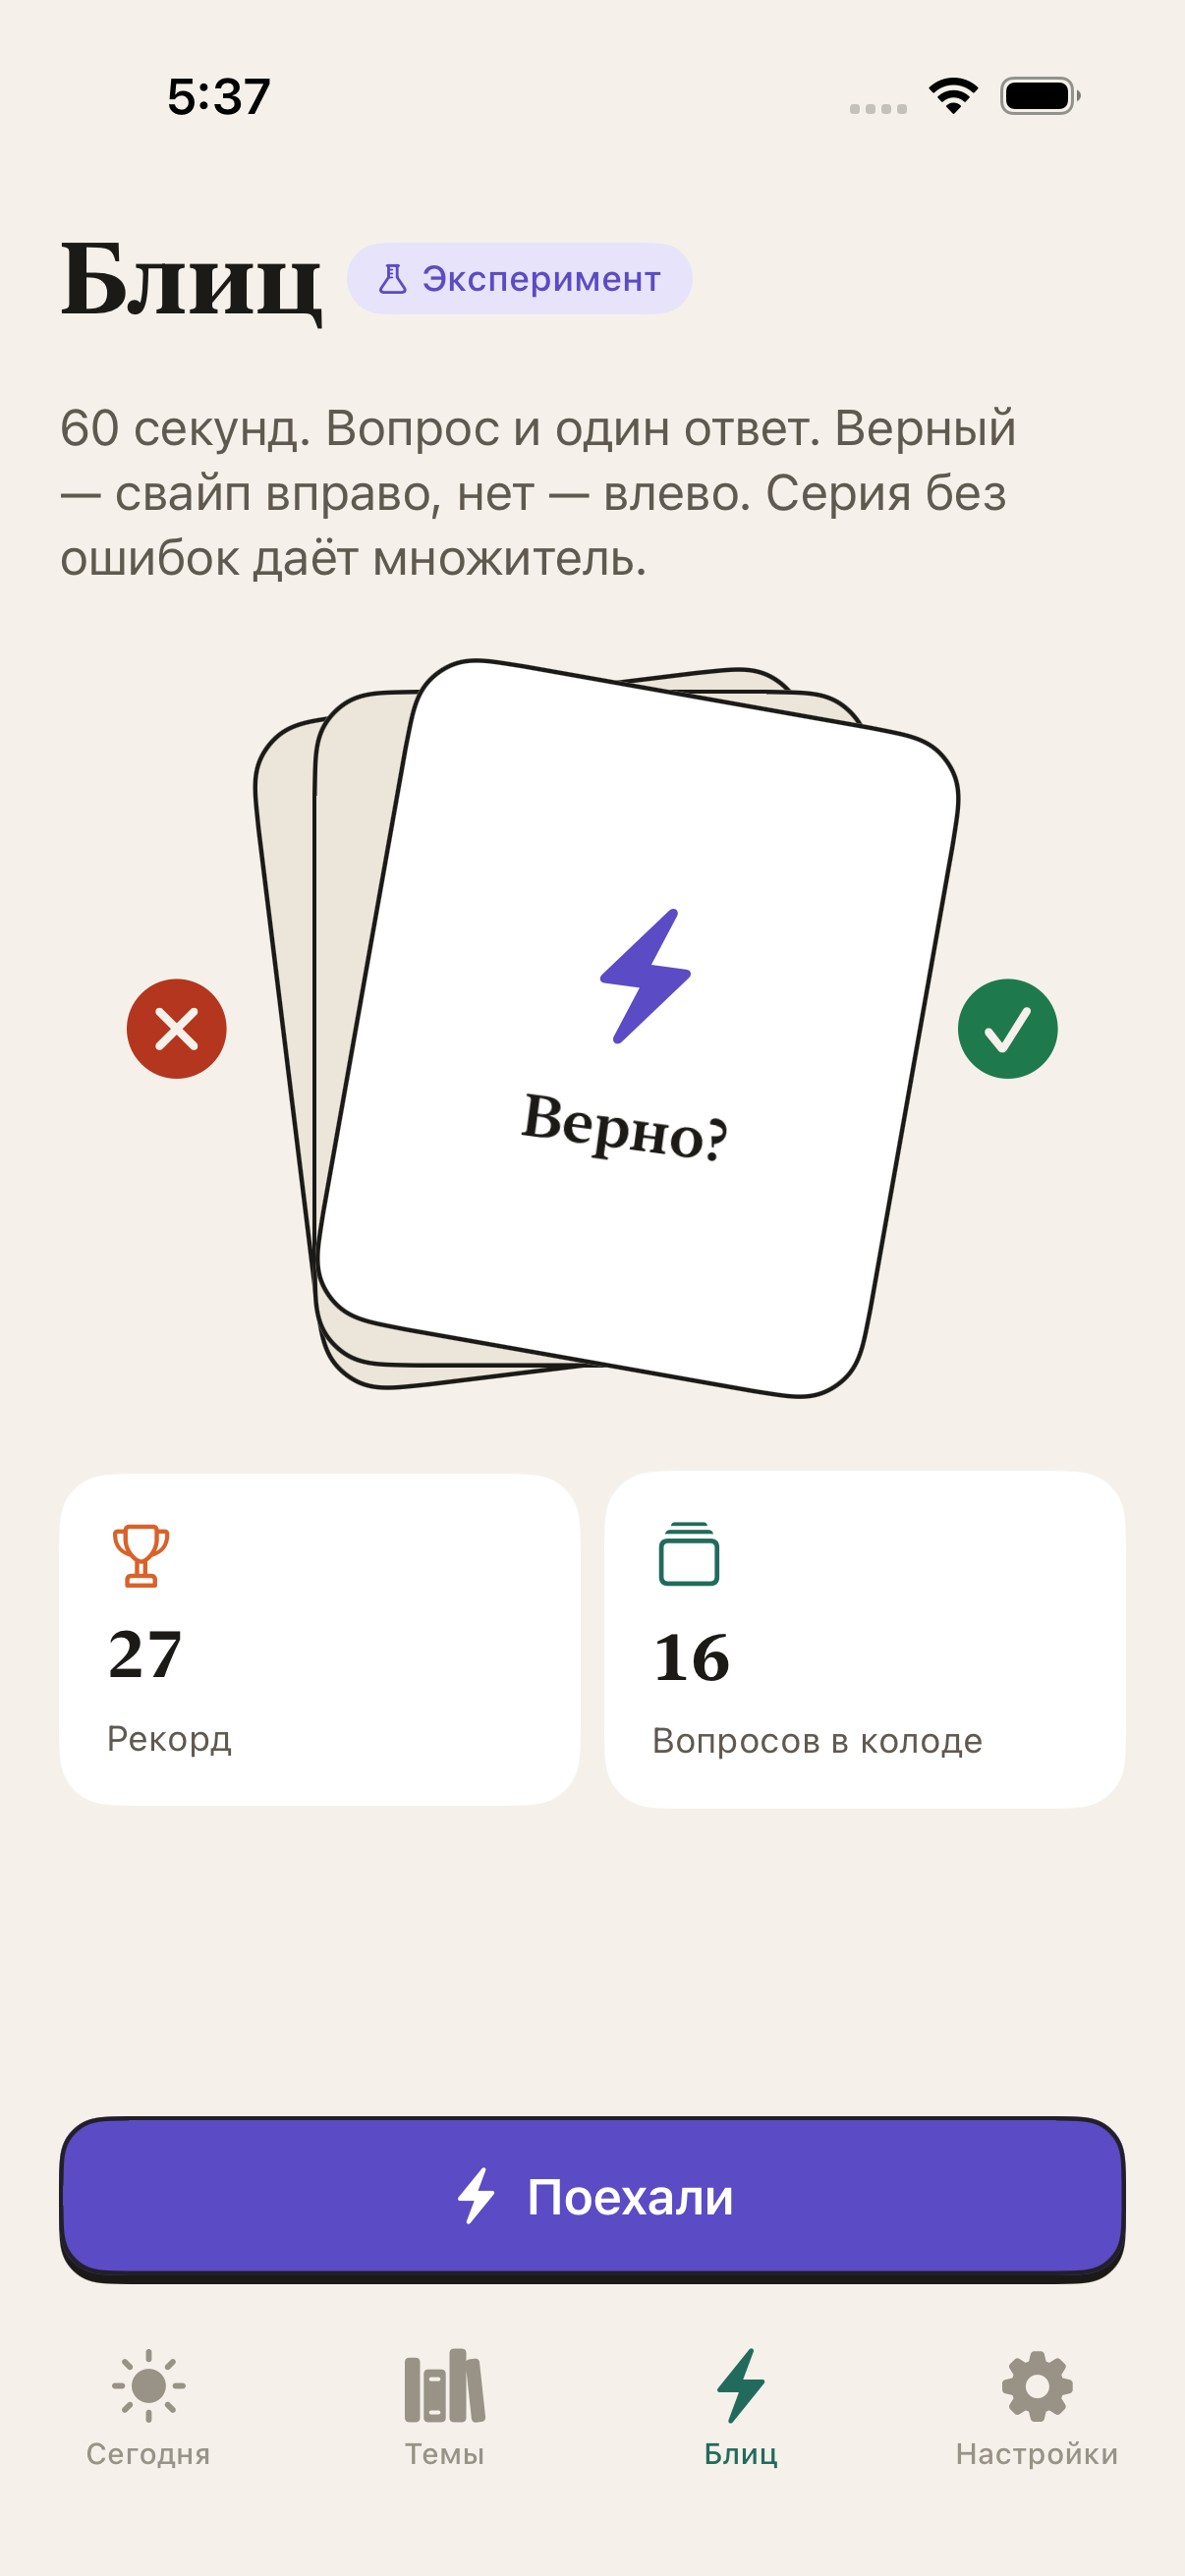 5:37
Блиц
Эксперимент
60 секунд. Вопрос и один ответ. Верный
— свайп вправо, нет — влево. Серия без
ошибок даёт множитель.
Верно?
27
Рекорд
16
Вопросов в колоде
Поехали
Сегодня
Темы
Блиц
Настройки